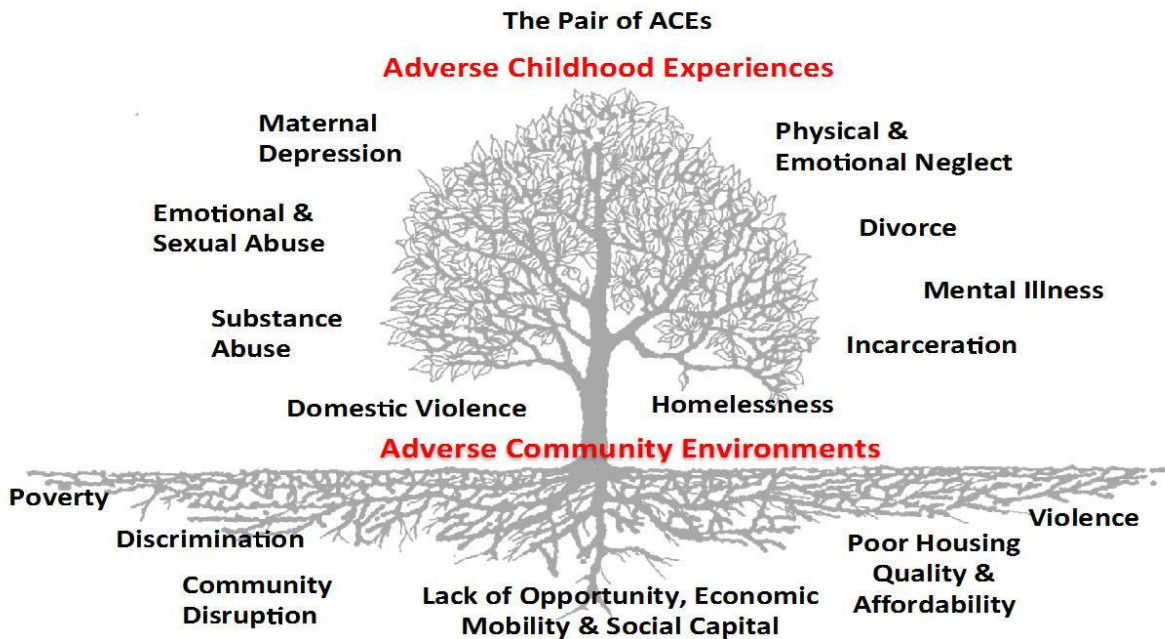 The Pair of ACEs
Adverse Childhood Experiences
Maternal
Depression
Physical &
Emotional Neglect
Emotional &
Sexual Abuse
Divorce
Mental Illness
Substance
Abuse
Incarceration
Domestic Violence
Homelessness
Adverse Community Environments
Poverty
Violence
Discrimination
Poor Housing
Quality &
Affordability
Community
Disruption
Lack of Opportunity, Economic
Mobility & Social Capital